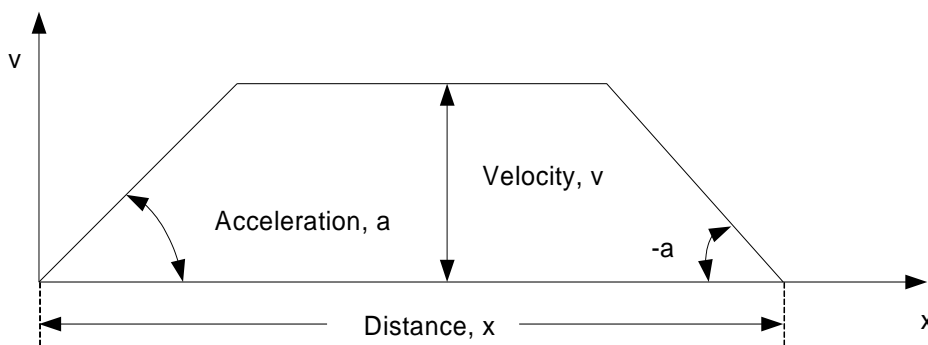 v
Velocity, v
Acceleration, a
-a
Distance, x
x